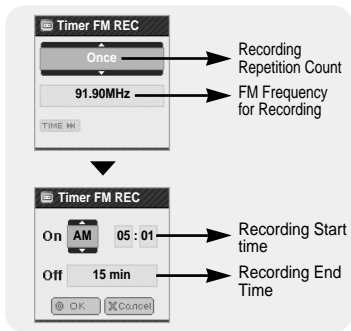 Timer FM REC
Once
Recording
Repetition Count
91.90MHz
FM Frequency
for Recording
TIME
Timer FM REC
On AM 05 : 01
Recording Start
time
Off 15 min
Recording End
Time
OK Cancel